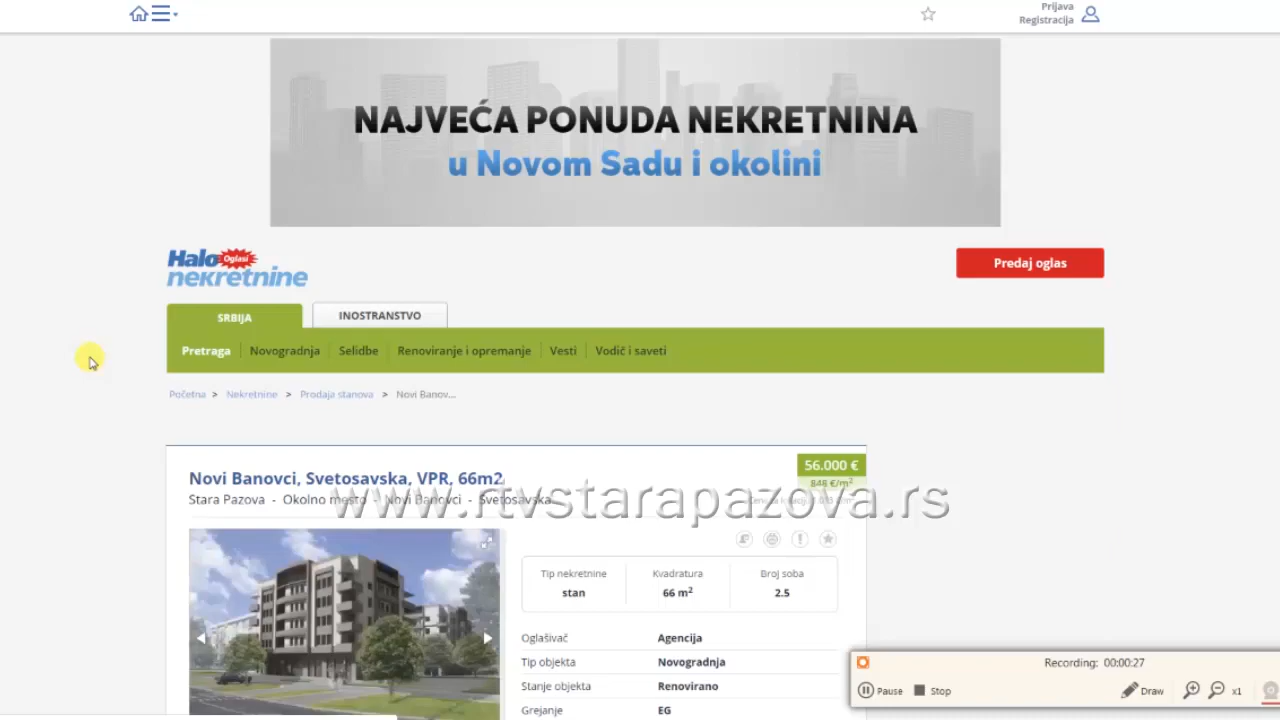 Prijava
Registracija
NAJVEĆA PONUDA NEKRETNINA
u Novom Sadu i okolini
Halo Oglasi
nekretnine
Predaj oglas
SRBIJA
INOSTRANSTVO
Pretraga
Novogradnja
Selidbe
Renoviranje i opremanje
Vesti
Vodič i saveti
Početna > Nekretnine > Prodaja stanova > Novi Banov...
Novi Banovci, Svetosavska, VPR, 66m2
56.000 €
848 €/m²
Stara Pazova - Okolno mesto - Novi Banovci - Svetosavska
www.rtvstarapazova.rs
Tip nekretnine
stan
Kvadratura
66 m²
Broj soba
2.5
Oglašivač Agencija
Tip objekta Novogradnja
Stanje objekta Renovirano
Grejanje EG
Recording: 00:00:27
Pause
Stop
Draw
x1